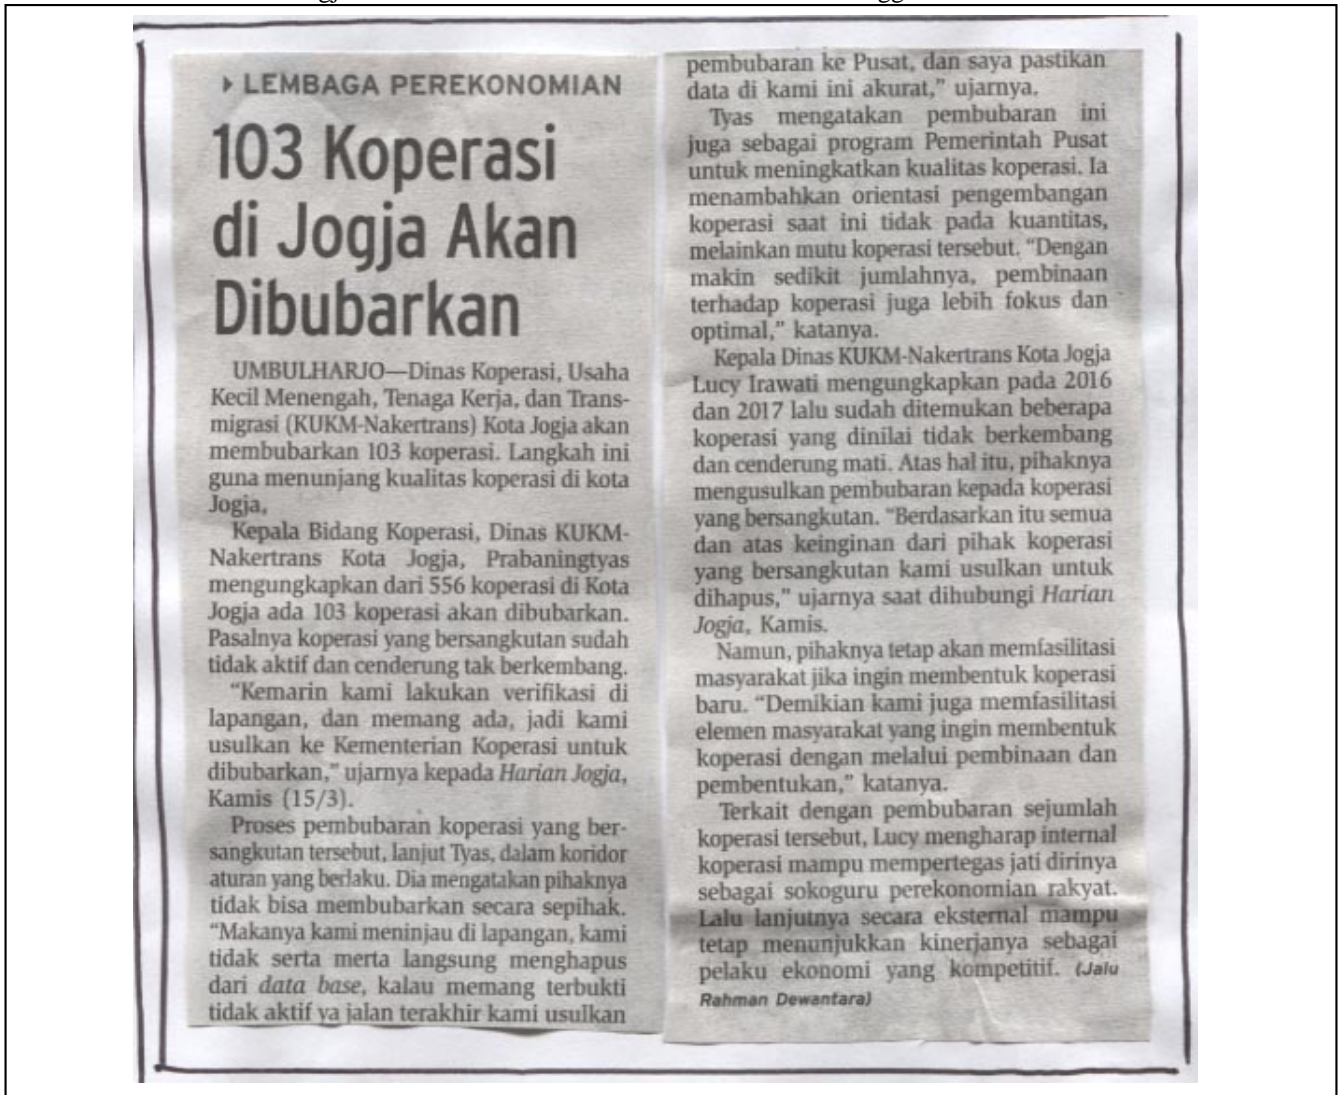 ▸ LEMBAGA PEREKONOMIAN
103 Koperasi
di Jogja Akan
Dibubarkan
UMBULHARJO—Dinas Koperasi, Usaha
Kecil Menengah, Tenaga Kerja, dan Trans-
migrasi (KUKM-Nakertrans) Kota Jogja akan
membubarkan 103 koperasi. Langkah ini
guna menunjang kualitas koperasi di kota
Jogja,
Kepala Bidang Koperasi, Dinas KUKM-
Nakertrans Kota Jogja, Prabaningtyas
mengungkapkan dari 556 koperasi di Kota
Jogja ada 103 koperasi akan dibubarkan.
Pasalnya koperasi yang bersangkutan sudah
tidak aktif dan cenderung tak berkembang.
“Kemarin kami lakukan verifikasi di
lapangan, dan memang ada, jadi kami
usulkan ke Kementerian Koperasi untuk
dibubarkan,” ujarnya kepada Harian Jogja,
Kamis (15/3).
Proses pembubaran koperasi yang ber-
sangkutan tersebut, lanjut Tyas, dalam koridor
aturan yang berlaku. Dia mengatakan pihaknya
tidak bisa membubarkan secara sepihak.
“Makanya kami meninjau di lapangan, kami
tidak serta merta langsung menghapus
dari data base, kalau memang terbukti
tidak aktif ya jalan terakhir kami usulkan
pembubaran ke Pusat, dan saya pastikan
data di kami ini akurat,” ujarnya.
Tyas mengatakan pembubaran ini
juga sebagai program Pemerintah Pusat
untuk meningkatkan kualitas koperasi. Ia
menambahkan orientasi pengembangan
koperasi saat ini tidak pada kuantitas,
melainkan mutu koperasi tersebut. “Dengan
makin sedikit jumlahnya, pembinaan
terhadap koperasi juga lebih fokus dan
optimal,” katanya.
Kepala Dinas KUKM-Nakertrans Kota Jogja
Lucy Irawati mengungkapkan pada 2016
dan 2017 lalu sudah ditemukan beberapa
koperasi yang dinilai tidak berkembang
dan cenderung mati. Atas hal itu, pihaknya
mengusulkan pembubaran kepada koperasi
yang bersangkutan. “Berdasarkan itu semua
dan atas keinginan dari pihak koperasi
yang bersangkutan kami usulkan untuk
dihapus,” ujarnya saat dihubungi Harian
Jogja, Kamis.
Namun, pihaknya tetap akan memfasilitasi
masyarakat jika ingin membentuk koperasi
baru. “Demikian kami juga memfasilitasi
elemen masyarakat yang ingin membentuk
koperasi dengan melalui pembinaan dan
pembentukan,” katanya.
Terkait dengan pembubaran sejumlah
koperasi tersebut, Lucy mengharap internal
koperasi mampu mempertegas jati dirinya
sebagai sokoguru perekonomian rakyat.
Lalu lanjutnya secara eksternal mampu
tetap menunjukkan kinerjanya sebagai
pelaku ekonomi yang kompetitif. (Jalu
Rahman Dewantara)